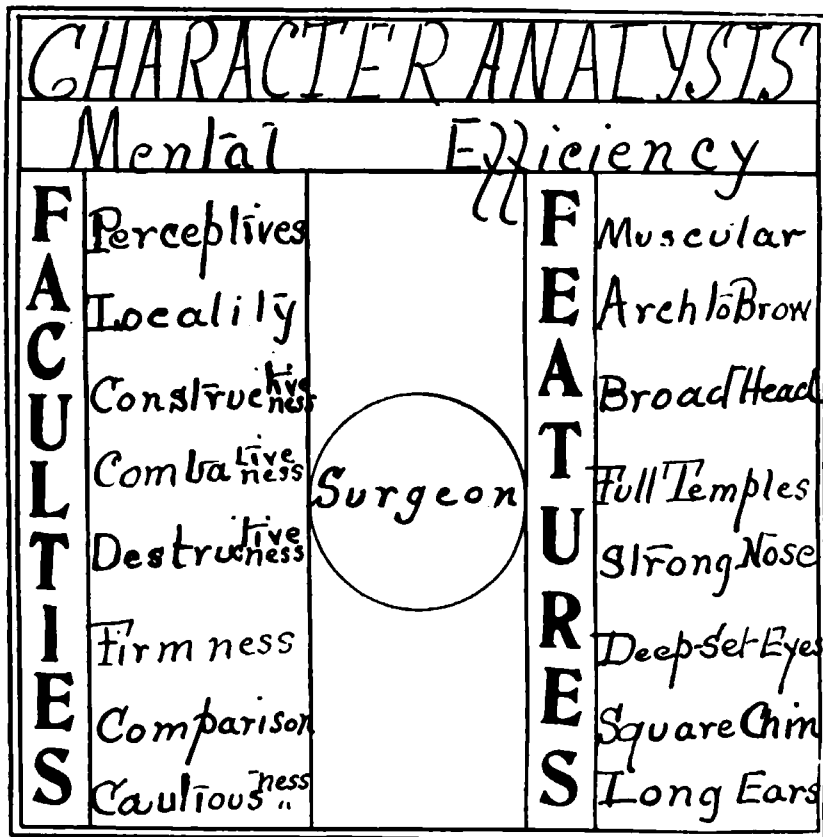 CHARACTER ANALYSIS
Mental Efficiency
FACULTIES
Perceptives
Locality
Constructiveness
Combativeness
Destructiveness
Firmness
Comparison
Cautiousness "
Surgeon
FEATURES
Muscular
Arch to Brow
Broad Head
Full Temples
Strong Nose
Deep-Set-Eyes
Square Chin
Long Ears